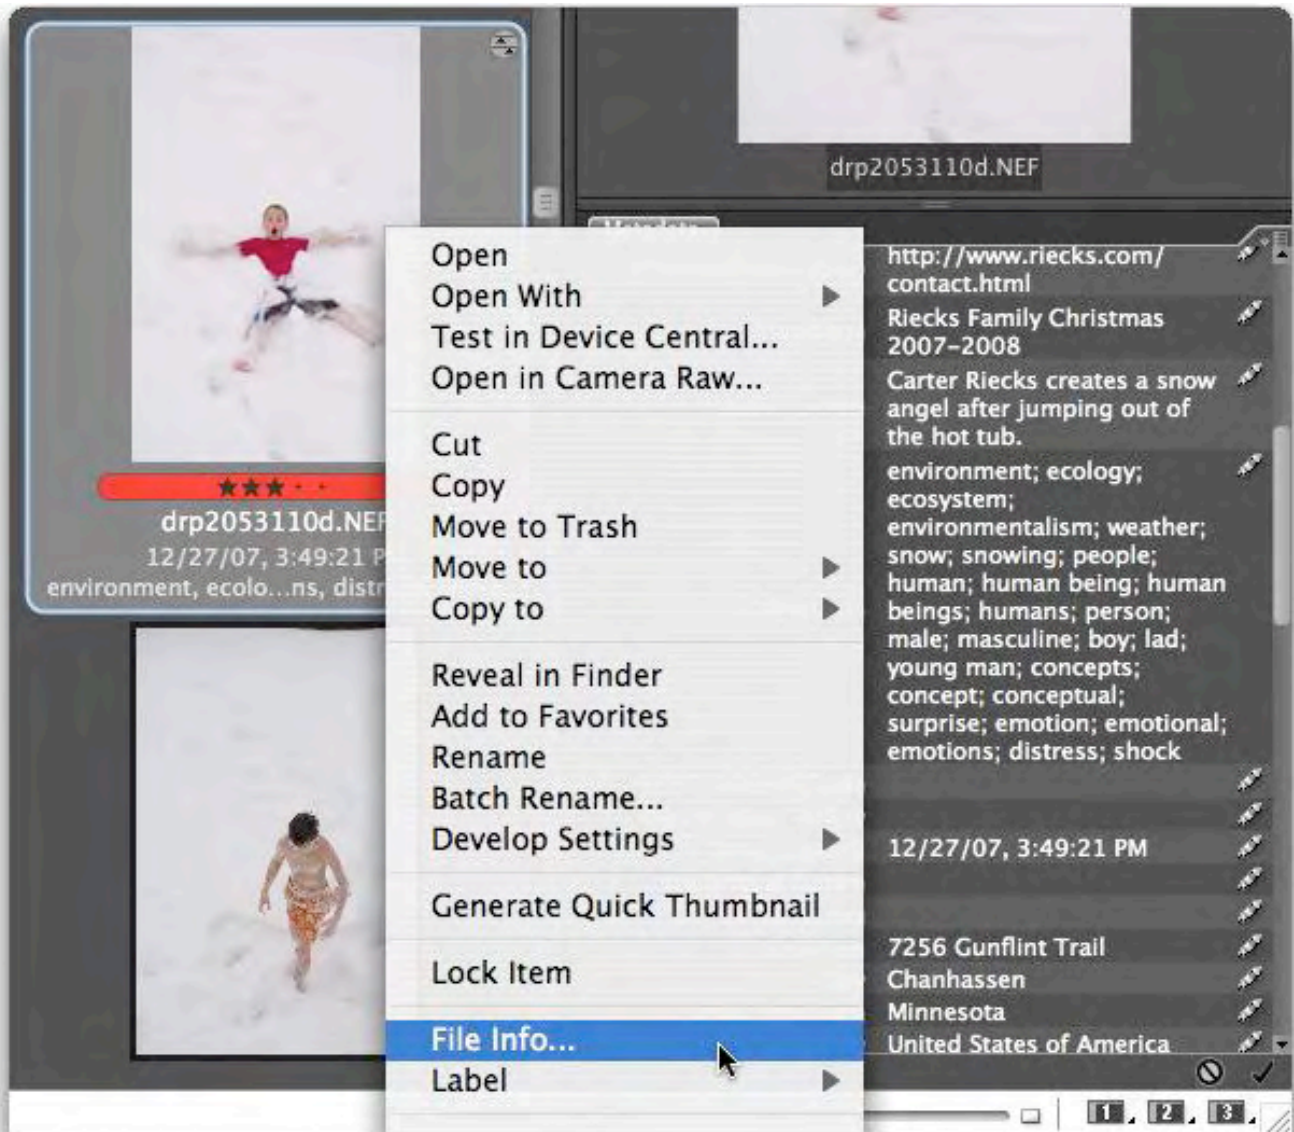 drp2053110d.NEF
Metadata
drp2053110d.NEF
12/27/07, 3:49:21 P
environment, ecolo...ns, distr
Open
Open With
Test in Device Central...
Open in Camera Raw...
Cut
Copy
Move to Trash
Move to
Copy to
Reveal in Finder
Add to Favorites
Rename
Batch Rename...
Develop Settings
Generate Quick Thumbnail
Lock Item
File Info...
Label
http://www.riecks.com/
contact.html
Riecks Family Christmas
2007-2008
Carter Riecks creates a snow
angel after jumping out of
the hot tub.
environment; ecology;
ecosystem;
environmentalism; weather;
snow; snowing; people;
human; human being; human
beings; humans; person;
male; masculine; boy; lad;
young man; concepts;
concept; conceptual;
surprise; emotion; emotional;
emotions; distress; shock
12/27/07, 3:49:21 PM
7256 Gunflint Trail
Chanhassen
Minnesota
United States of America
1 2 3